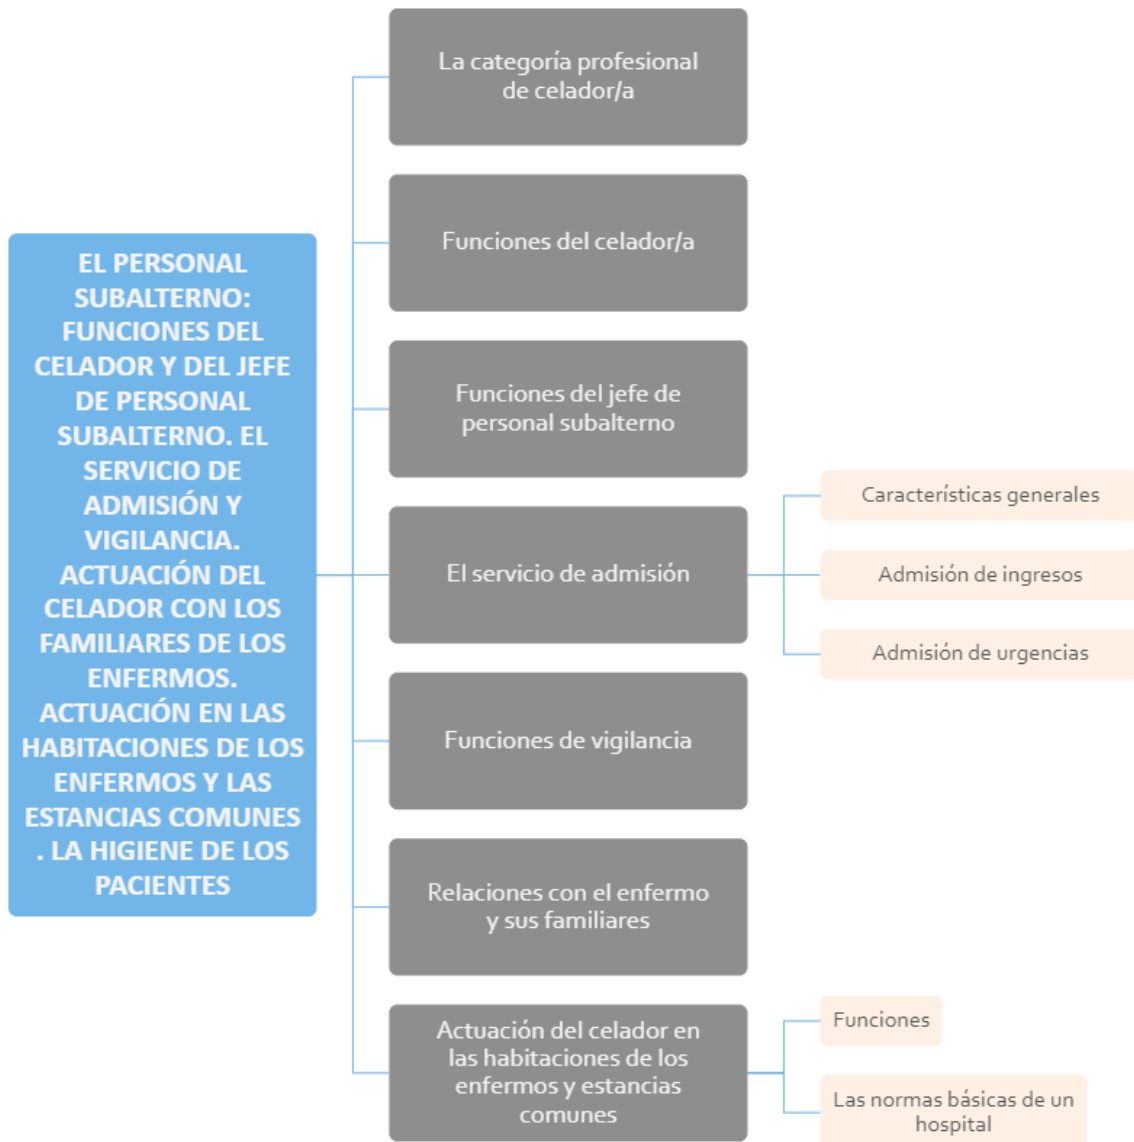 EL PERSONAL
SUBALTERNO:
FUNCIONES DEL
CELADOR Y DEL JEFE
DE PERSONAL
SUBALTERNO. EL
SERVICIO DE
ADMISIÓN Y
VIGILANCIA.
ACTUACIÓN DEL
CELADOR CON LOS
FAMILIARES DE LOS
ENFERMOS.
ACTUACIÓN EN LAS
HABITACIONES DE LOS
ENFERMOS Y LAS
ESTANCIAS COMUNES
. LA HIGIENE DE LOS
PACIENTES
La categoría profesional
de celador/a
Funciones del celador/a
Funciones del jefe de
personal subalterno
El servicio de admisión
Características generales
Admisión de ingresos
Admisión de urgencias
Funciones de vigilancia
Relaciones con el enfermo
y sus familiares
Actuación del celador en
las habitaciones de los
enfermos y estancias
comunes
Funciones
Las normas básicas de un
hospital